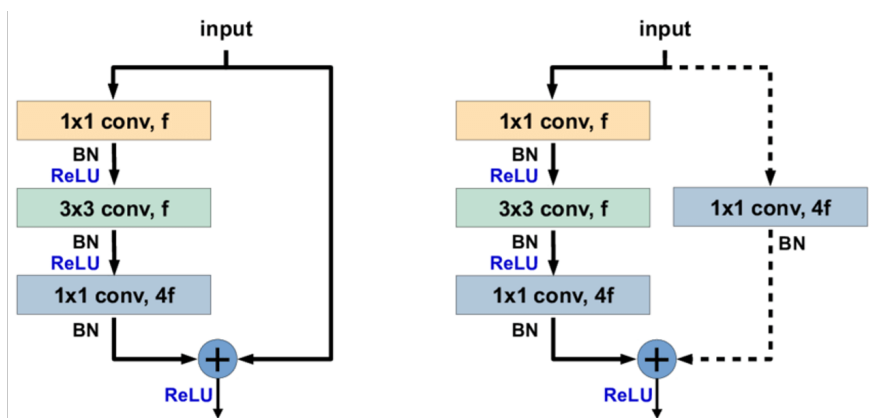 input
1x1 conv, f
BN
ReLU
3x3 conv, f
BN
ReLU
1x1 conv, 4f
BN
+
ReLU
input
1x1 conv, f
BN
ReLU
3x3 conv, f
BN
ReLU
1x1 conv, 4f
BN
1x1 conv, 4f
BN
+
ReLU